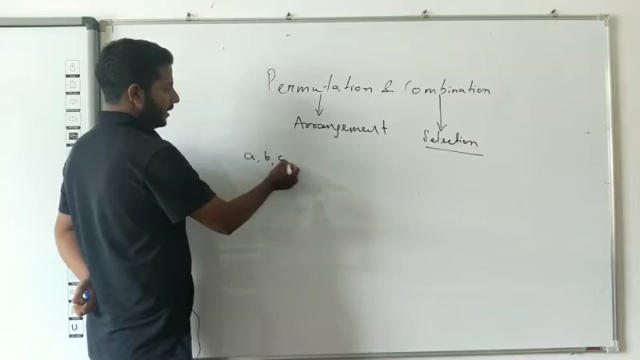 Permutation & Combination
Arrangement
Selection
a, b, c
U